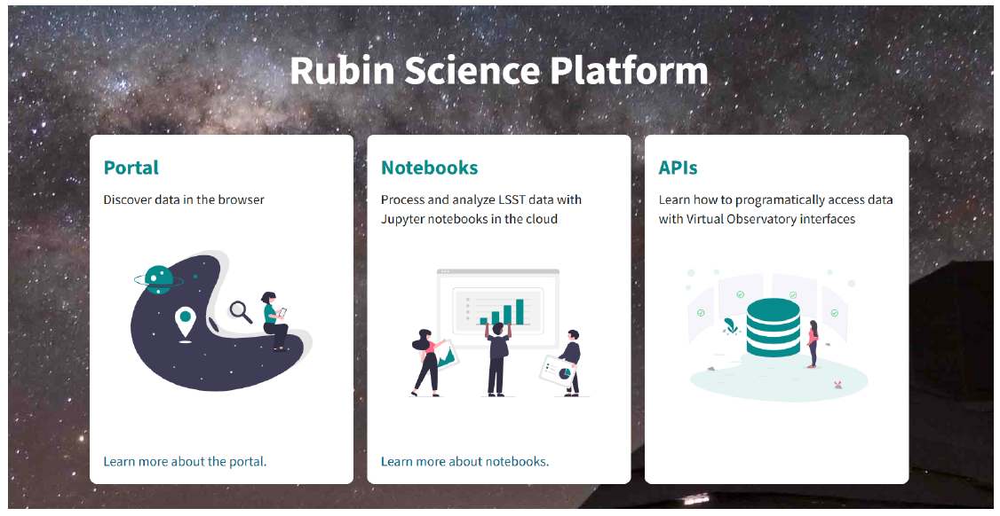 Rubin Science Platform
Portal
Discover data in the browser
Learn more about the portal.
Notebooks
Process and analyze LSST data with
Jupyter notebooks in the cloud
Learn more about notebooks.
APIs
Learn how to programatically access data
with Virtual Observatory interfaces